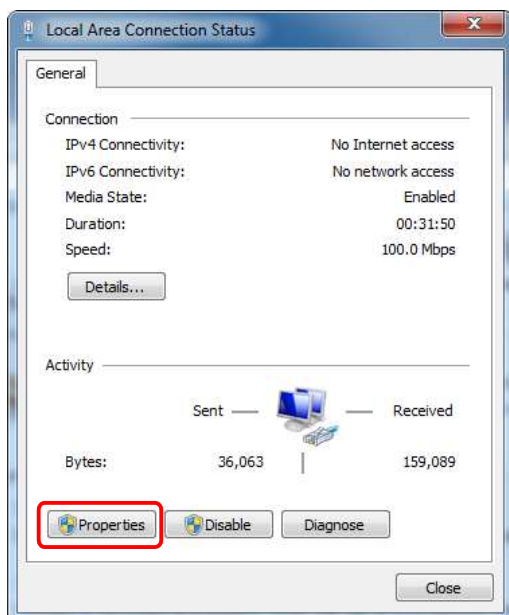 Local Area Connection Status
General
Connection
IPv4 Connectivity: No Internet access
IPv6 Connectivity: No network access
Media State: Enabled
Duration: 00:31:50
Speed: 100.0 Mbps
Details...
Activity
Sent Received
Bytes: 36,063 159,089
Properties Disable Diagnose
Close